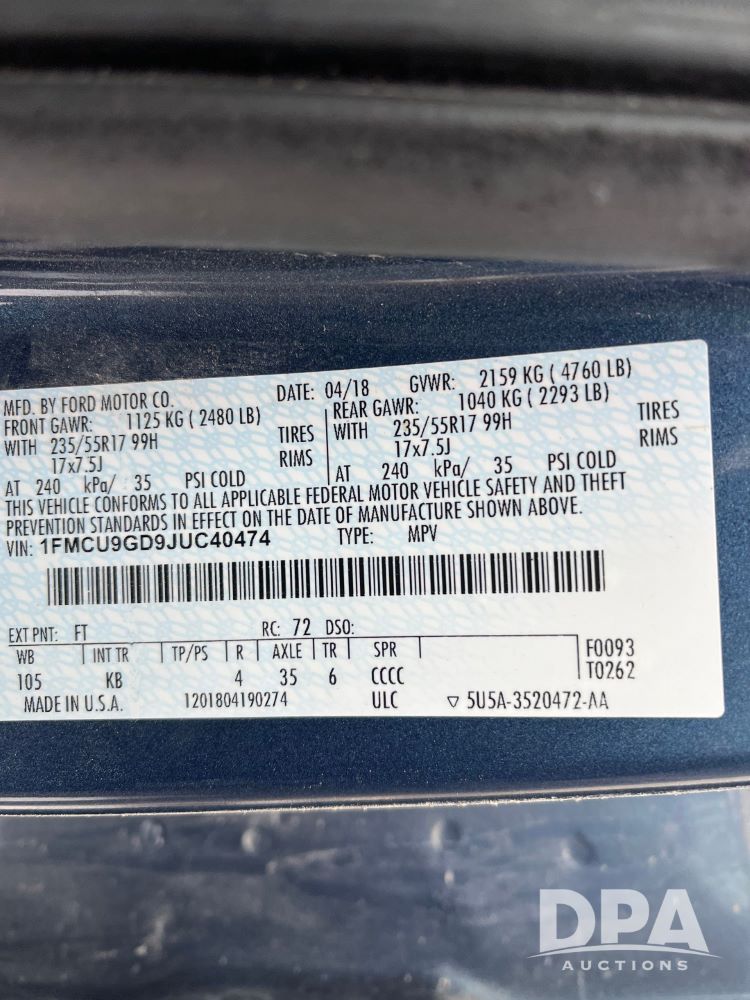 MFD. BY FORD MOTOR CO. DATE: 04/18 GVWR: 2159 KG ( 4760 LB)
FRONT GAWR: 1125 KG ( 2480 LB) REAR GAWR: 1040 KG ( 2293 LB)
WITH 235/55R17 99H TIRES WITH 235/55R17 99H TIRES
17x7.5J RIMS 17x7.5J RIMS
AT 240 kPa/ 35 PSI COLD AT 240 kPa/ 35 PSI COLD
THIS VEHICLE CONFORMS TO ALL APPLICABLE FEDERAL MOTOR VEHICLE SAFETY AND THEFT
PREVENTION STANDARDS IN EFFECT ON THE DATE OF MANUFACTURE SHOWN ABOVE.
VIN: 1FMCU9GD9JUC40474 TYPE: MPV
EXT PNT: FT RC: 72 DSO:
WB INT TR TP/PS R AXLE TR SPR F0093
105 KB 4 35 6 CCCC T0262
MADE IN U.S.A. 1201804190274 ULC ▽ 5U5A-3520472-AA
DPA
AUCTIONS